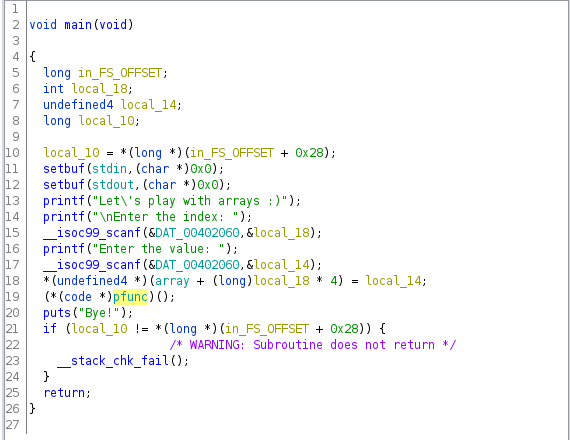 1
2 void main(void)
3
4 {
5 long in_FS_OFFSET;
6 int local_18;
7 undefined4 local_14;
8 long local_10;
9
10 local_10 = *(long *)(in_FS_OFFSET + 0x28);
11 setbuf(stdin,(char *)0x0);
12 setbuf(stdout,(char *)0x0);
13 printf("Let\'s play with arrays :)");
14 printf("\nEnter the index: ");
15 __isoc99_scanf(&DAT_00402060,&local_18);
16 printf("Enter the value: ");
17 __isoc99_scanf(&DAT_00402060,&local_14);
18 *(undefined4 *)(array + (long)local_18 * 4) = local_14;
19 (*(code *)pfunc)();
20 puts("Bye!");
21 if (local_10 != *(long *)(in_FS_OFFSET + 0x28)) {
22 /* WARNING: Subroutine does not return */
23 __stack_chk_fail();
24 }
25 return;
26 }
27